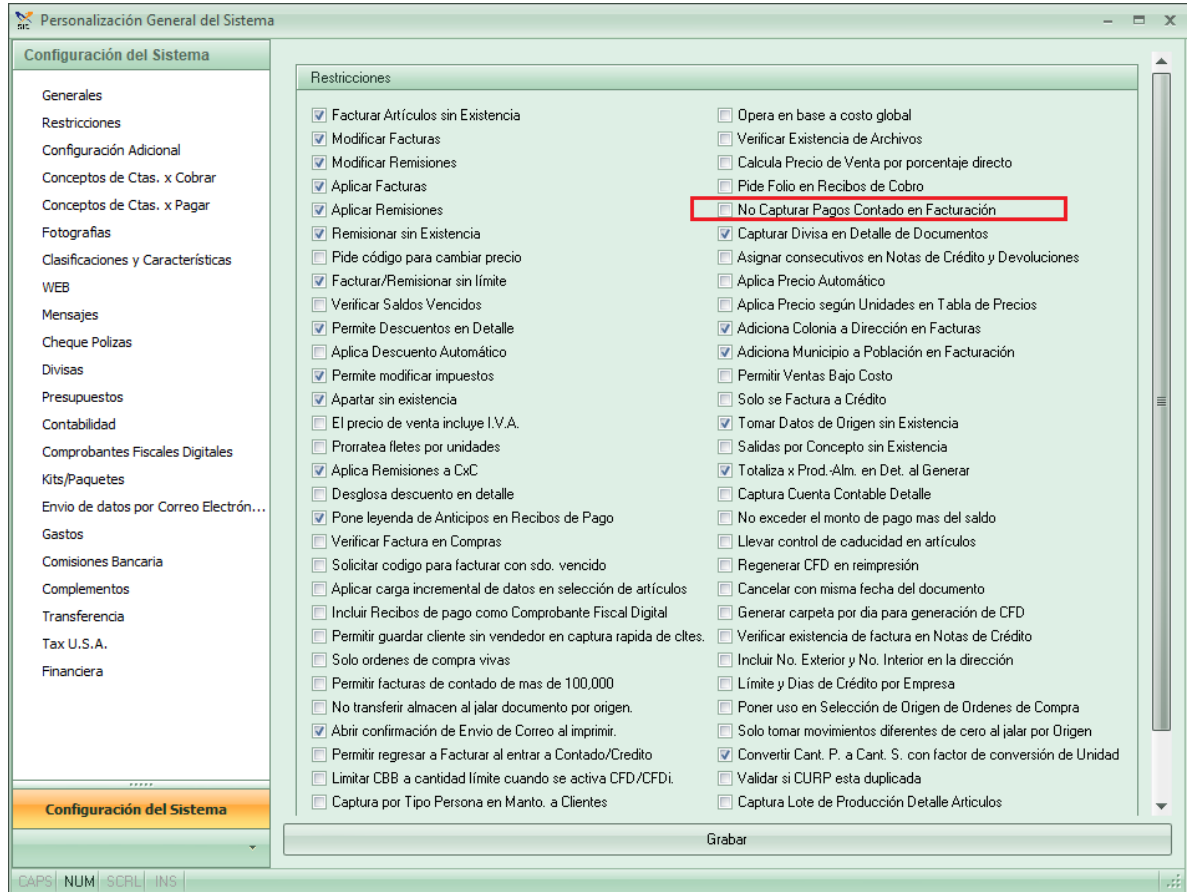 SIC Personalización General del Sistema
Configuración del Sistema
Generales
Restricciones
Configuración Adicional
Conceptos de Ctas. x Cobrar
Conceptos de Ctas. x Pagar
Fotografias
Clasificaciones y Características
WEB
Mensajes
Cheque Polizas
Divisas
Presupuestos
Contabilidad
Comprobantes Fiscales Digitales
Kits/Paquetes
Envio de datos por Correo Electrón...
Gastos
Comisiones Bancaria
Complementos
Transferencia
Tax U.S.A.
Financiera
Configuración del Sistema
Restricciones
Facturar Artículos sin Existencia
Modificar Facturas
Modificar Remisiones
Aplicar Facturas
Aplicar Remisiones
Remisionar sin Existencia
Pide código para cambiar precio
Facturar/Remisionar sin límite
Verificar Saldos Vencidos
Permite Descuentos en Detalle
Aplica Descuento Automático
Permite modificar impuestos
Apartar sin existencia
El precio de venta incluye I.V.A.
Prorratea fletes por unidades
Aplica Remisiones a CxC
Desglosa descuento en detalle
Pone leyenda de Anticipos en Recibos de Pago
Verificar Factura en Compras
Solicitar codigo para facturar con sdo. vencido
Aplicar carga incremental de datos en selección de artículos
Incluir Recibos de pago como Comprobante Fiscal Digital
Permitir guardar cliente sin vendedor en captura rapida de cltes.
Solo ordenes de compra vivas
Permitir facturas de contado de mas de 100,000
No transferir almacen al jalar documento por origen.
Abrir confirmación de Envio de Correo al imprimir.
Permitir regresar a Facturar al entrar a Contado/Credito
Limitar CBB a cantidad límite cuando se activa CFD/CFDi.
Captura por Tipo Persona en Manto. a Clientes
Opera en base a costo global
Verificar Existencia de Archivos
Calcula Precio de Venta por porcentaje directo
Pide Folio en Recibos de Cobro
No Capturar Pagos Contado en Facturación
Capturar Divisa en Detalle de Documentos
Asignar consecutivos en Notas de Crédito y Devoluciones
Aplica Precio Automático
Aplica Precio según Unidades en Tabla de Precios
Adiciona Colonia a Dirección en Facturas
Adiciona Municipio a Población en Facturación
Permitir Ventas Bajo Costo
Solo se Factura a Crédito
Tomar Datos de Origen sin Existencia
Salidas por Concepto sin Existencia
Totaliza x Prod.-Alm. en Det. al Generar
Captura Cuenta Contable Detalle
No exceder el monto de pago mas del saldo
Llevar control de caducidad en artículos
Regenerar CFD en reimpresión
Cancelar con misma fecha del documento
Generar carpeta por dia para generación de CFD
Verificar existencia de factura en Notas de Crédito
Incluir No. Exterior y No. Interior en la dirección
Límite y Dias de Crédito por Empresa
Poner uso en Selección de Origen de Ordenes de Compra
Solo tomar movimientos diferentes de cero al jalar por Origen
Convertir Cant. P. a Cant. S. con factor de conversión de Unidad
Validar si CURP esta duplicada
Captura Lote de Producción Detalle Articulos
Grabar
CAPS NUM SCRL INS